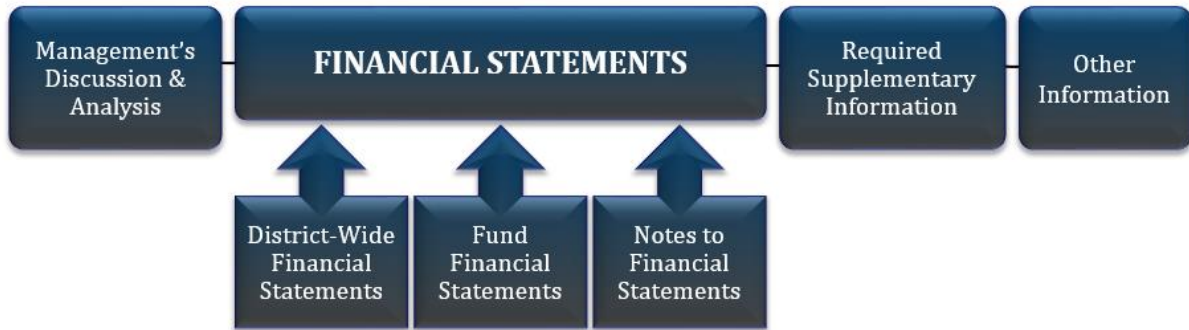 Management’s
Discussion &
Analysis
FINANCIAL STATEMENTS
Required
Supplementary
Information
Other
Information
District-Wide
Financial
Statements
Fund
Financial
Statements
Notes to
Financial
Statements